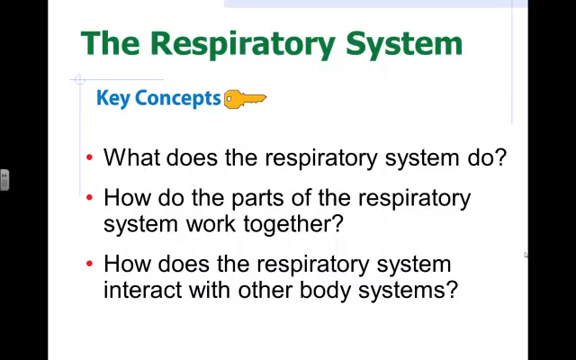 The Respiratory System
Key Concepts
• What does the respiratory system do?
• How do the parts of the respiratory
system work together?
• How does the respiratory system
interact with other body systems?